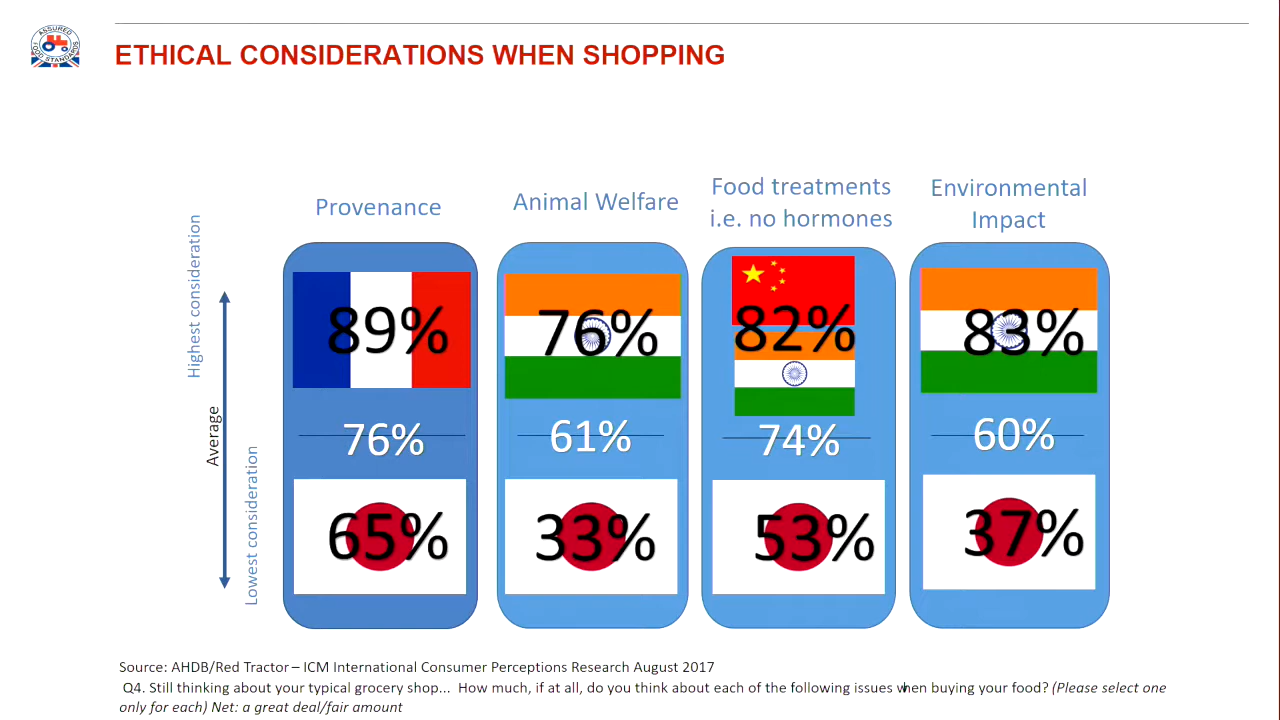 ASSURED
FOOD STANDARDS
ETHICAL CONSIDERATIONS WHEN SHOPPING
Provenance
Animal Welfare
Food treatments
i.e. no hormones
Environmental
Impact
Highest consideration
Average
Lowest consideration
89%
76%
82%
83%
76%
61%
74%
60%
65%
33%
53%
37%
Source: AHDB/Red Tractor – ICM International Consumer Perceptions Research August 2017
Q4. Still thinking about your typical grocery shop... How much, if at all, do you think about each of the following issues when buying your food? (Please select one
only for each) Net: a great deal/fair amount